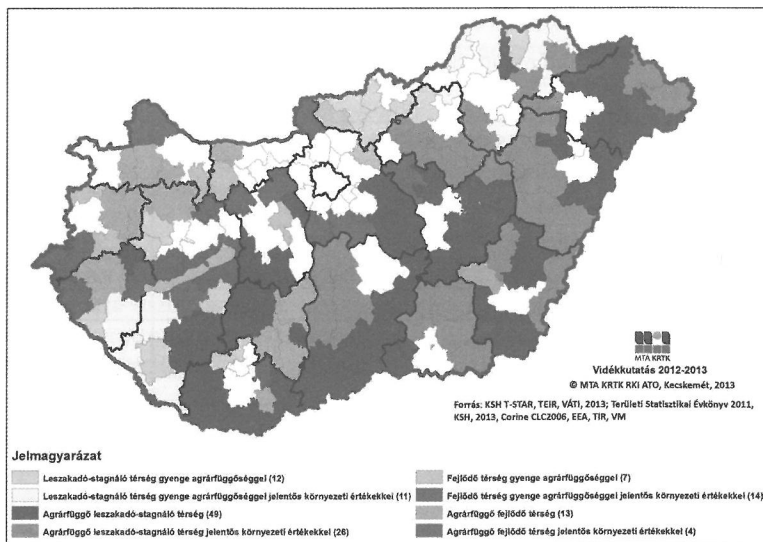 MTA KRTK
Vidékkutatás 2012-2013
© MTA KRTK RKI ATO, Kecskemét, 2013
Forrás: KSH T-STAR, TEIR, VÁTI, 2013; Területi Statisztikai Évkönyv 2011,
KSH, 2013, Corine CLC2006, EEA, TIR, VM
Jelmagyarázat
Leszakadó-stagnáló térség gyenge agrárfüggőséggel (12)
Leszakadó-stagnáló térség gyenge agrárfüggőséggel jelentős környezeti értékekkel (11)
Agrárfüggő leszakadó-stagnáló térség (49)
Agrárfüggő leszakadó-stagnáló térség jelentős környezeti értékekkel (26)
Fejlődő térség gyenge agrárfüggőséggel (7)
Fejlődő térség gyenge agrárfüggőséggel jelentős környezeti értékekkel (14)
Agrárfüggő fejlődő térség (13)
Agrárfüggő fejlődő térség jelentős környezeti értékekkel (4)